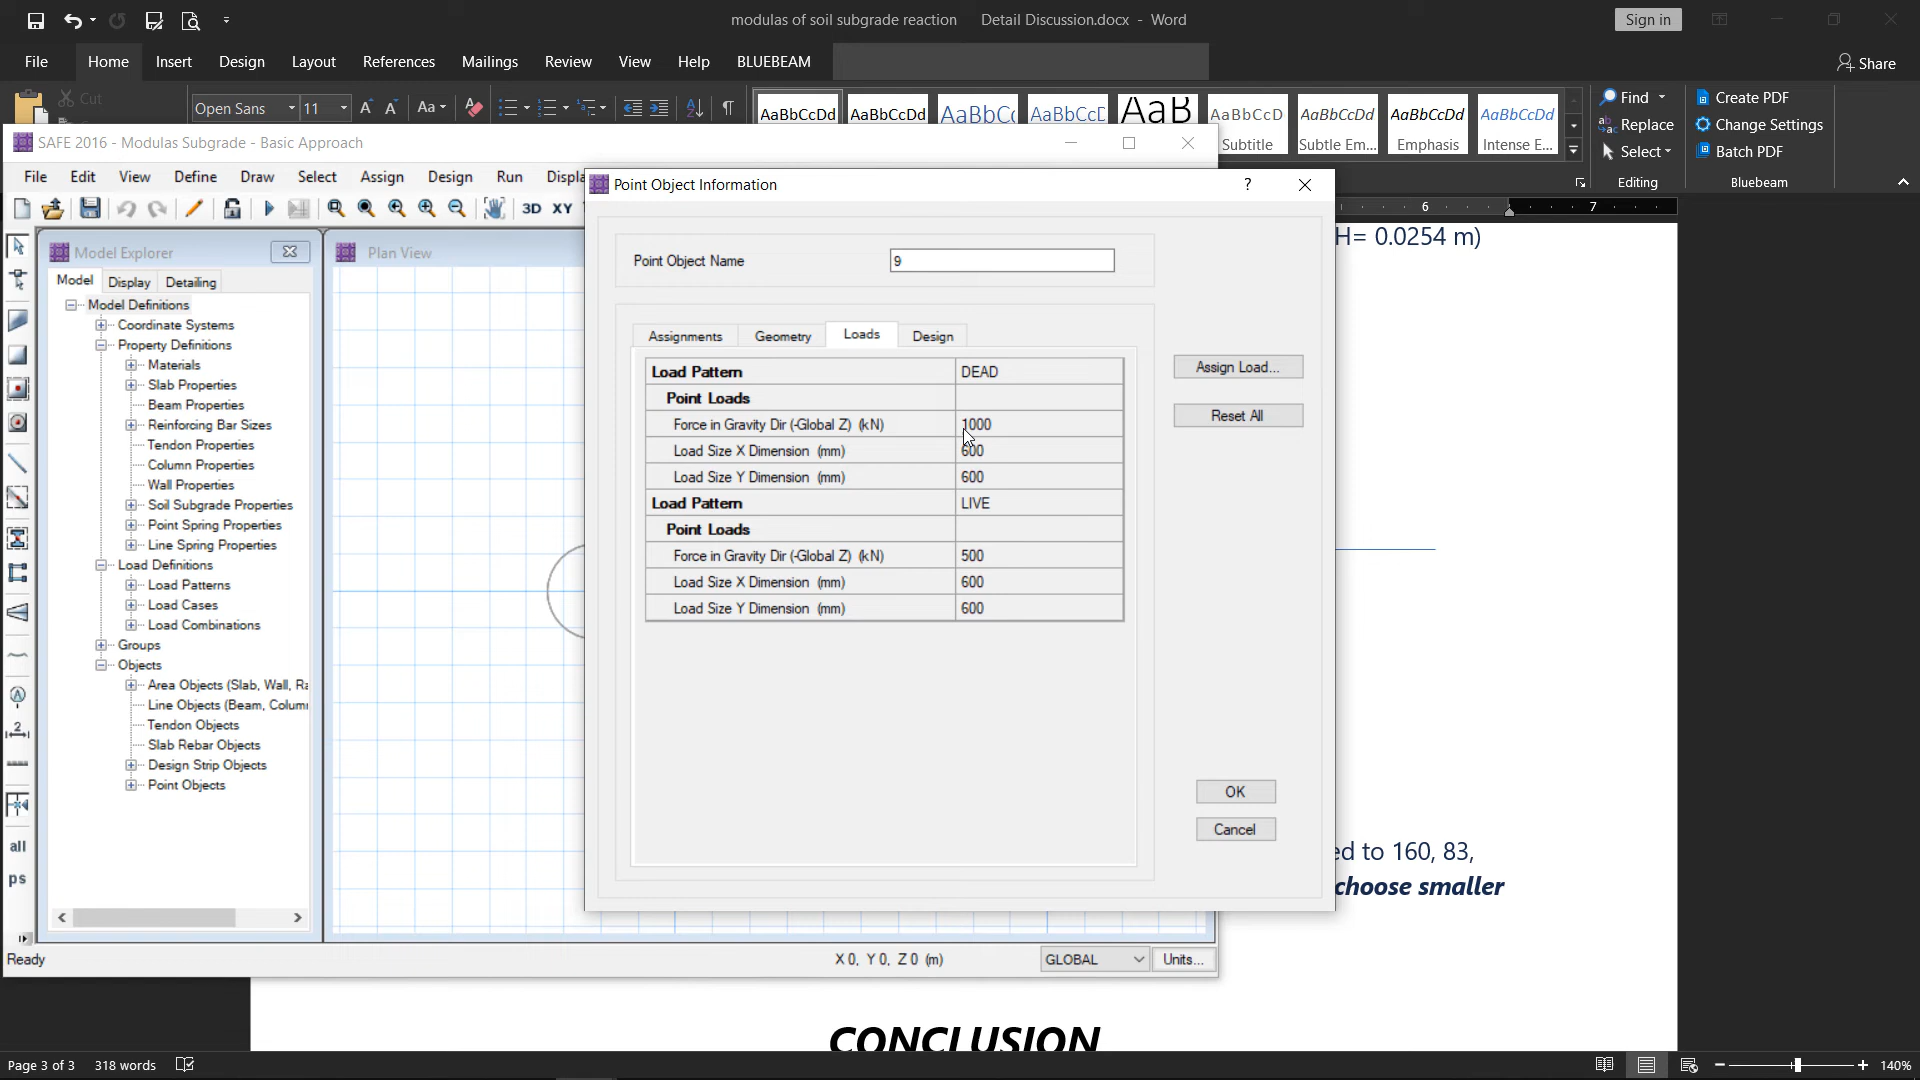 modulas of soil subgrade reaction Detail Discussion.docx - Word
Sign in
File Home Insert Design Layout References Mailings Review View Help BLUEBEAM
Share
Cut
Open Sans 11 Aa
AaBbCcDd AaBbCcDd AaBbC AaBbCcE AaB AaBbCcD AaBbCcDd AaBbCcDd AaBbCcDd
Subtitle Subtle Em... Emphasis Intense E...
Find
Replace
Select
Editing
Create PDF
Change Settings
Batch PDF
Bluebeam
SAFE 2016 - Modulas Subgrade - Basic Approach
File Edit View Define Draw Select Assign Design Run
3D XY
Model Explorer
Model Display Detailing
Model Definitions
Coordinate Systems
Property Definitions
Materials
Slab Properties
Beam Properties
Reinforcing Bar Sizes
Tendon Properties
Column Properties
Wall Properties
Soil Subgrade Properties
Point Spring Properties
Line Spring Properties
Load Definitions
Load Patterns
Load Cases
Load Combinations
Groups
Objects
Area Objects (Slab, Wall, Ra
Line Objects (Beam, Colum
Tendon Objects
Slab Rebar Objects
Design Strip Objects
Point Objects
all
ps
Plan View
Point Object Information
?
Point Object Name 9
Assignments Geometry Loads Design
Load Pattern DEAD
Point Loads
Force in Gravity Dir (-Global Z) (kN) 1000
Load Size X Dimension (mm) 600
Load Size Y Dimension (mm) 600
Load Pattern LIVE
Point Loads
Force in Gravity Dir (-Global Z) (kN) 500
Load Size X Dimension (mm) 600
Load Size Y Dimension (mm) 600
Assign Load...
Reset All
OK
Cancel
6 7
H= 0.0254 m)
ed to 160, 83,
choose smaller
Ready X 0, Y 0, Z 0 (m) GLOBAL Units...
CONCLUSION
Page 3 of 3 318 words 140%